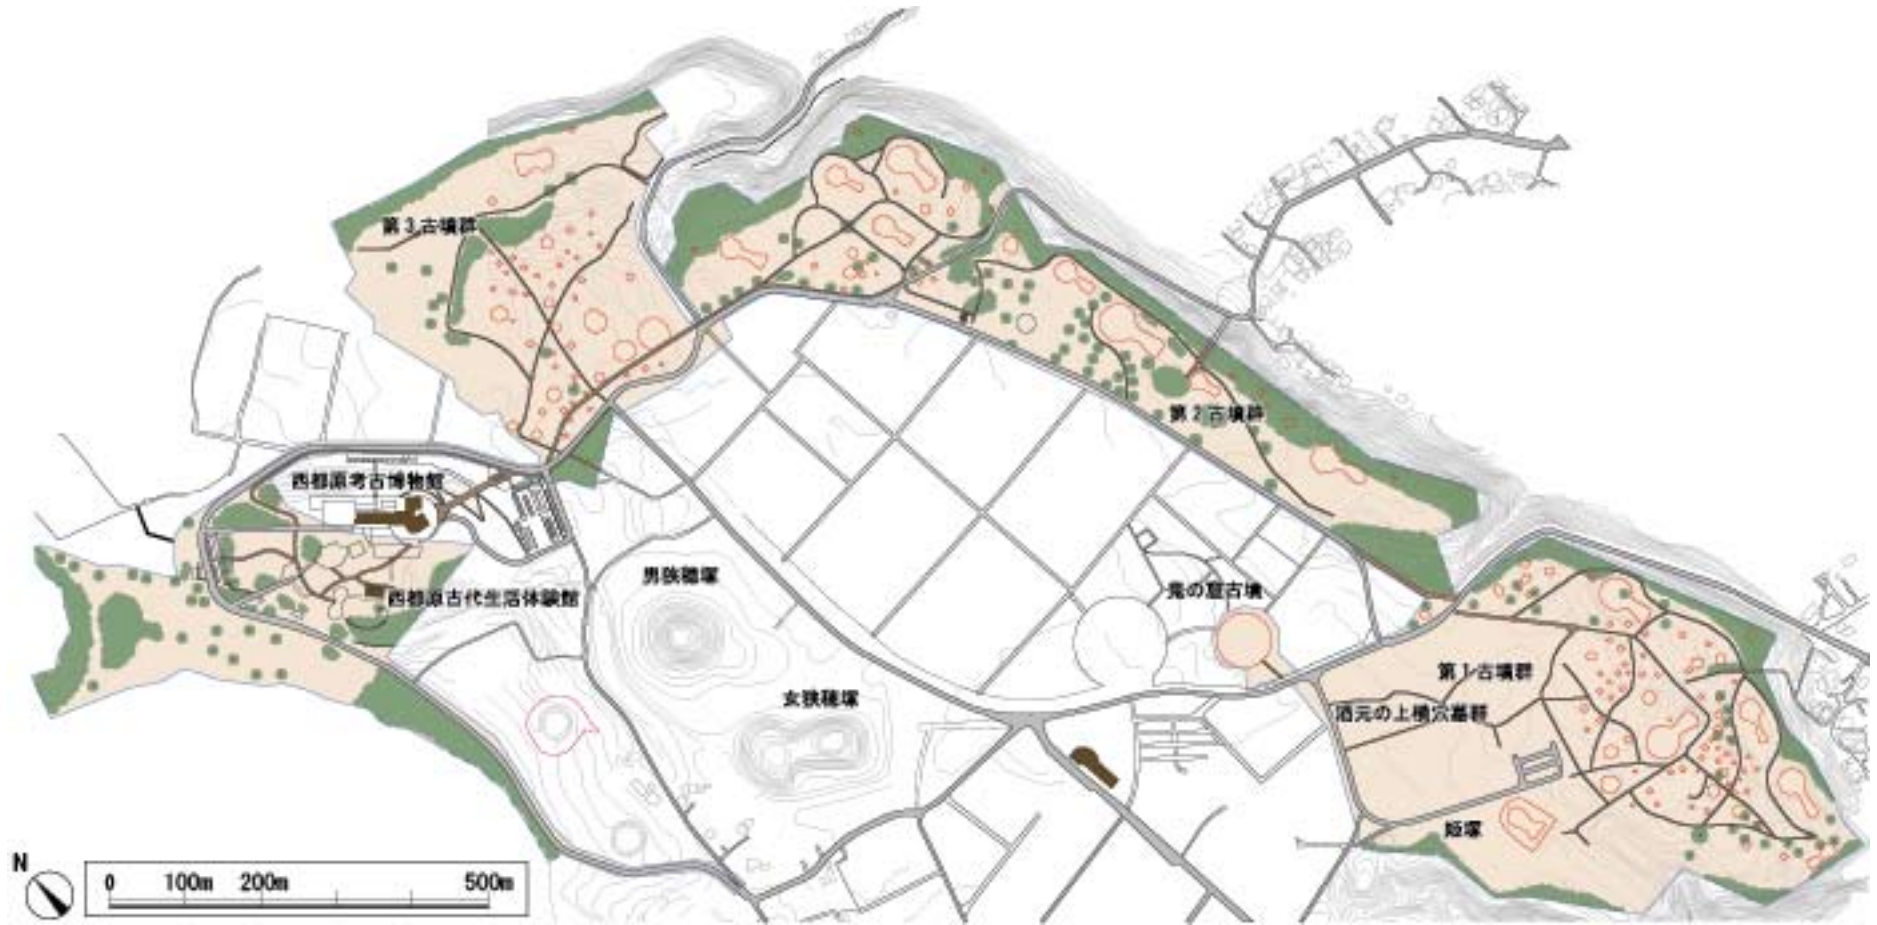 第3古墳群
第2古墳群
西都原考古博物館
男狭穂塚
鬼の窟古墳
西都原古代生活体験館
第1古墳群
女狭穂塚
酒元の上横穴墓群
姫塚
N
0 100m 200m 500m